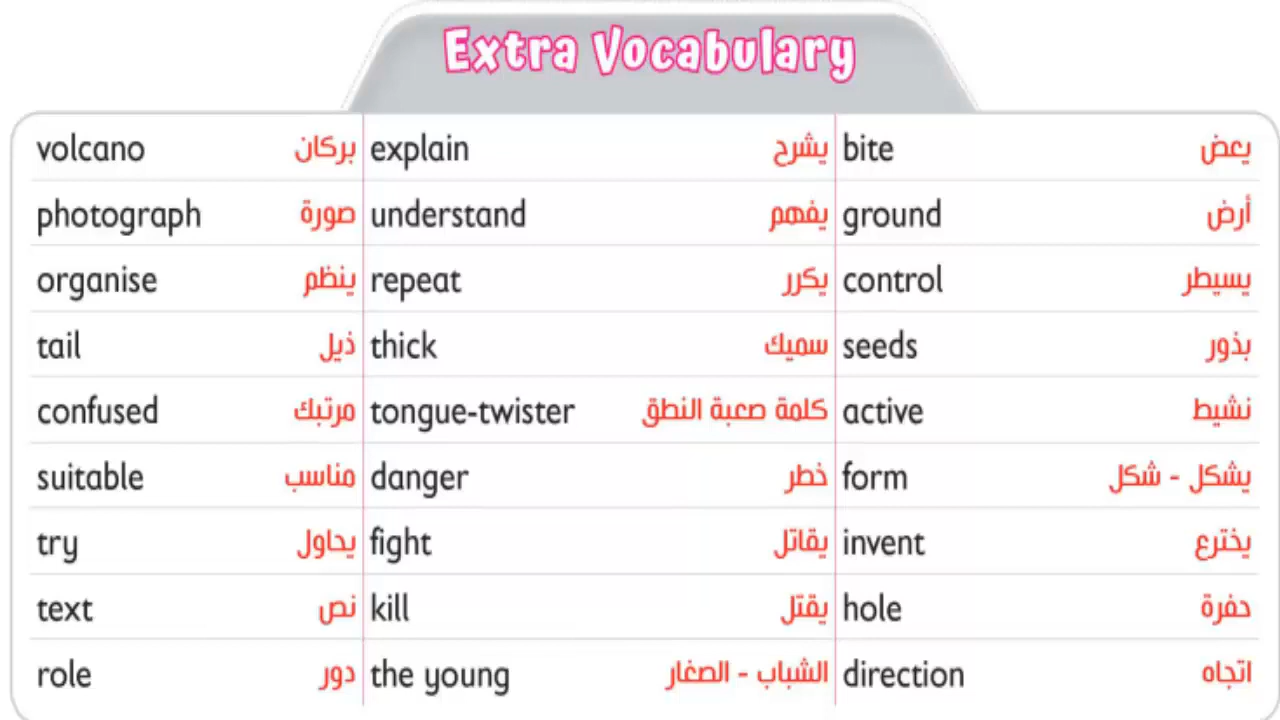 Extra Vocabulary
volcano بركان explain يشرح bite يعض
photograph صورة understand يفهم ground أرض
organise ينظم repeat يكرر control يسيطر
tail ذيل thick سميك seeds بذور
confused مرتبك tongue-twister كلمة صعبة النطق active نشيط
suitable مناسب danger خطر form يشكل - شكل
try يحاول fight يقاتل invent يخترع
text نص kill يقتل hole حفرة
role دور the young الشباب - الصغار direction اتجاه